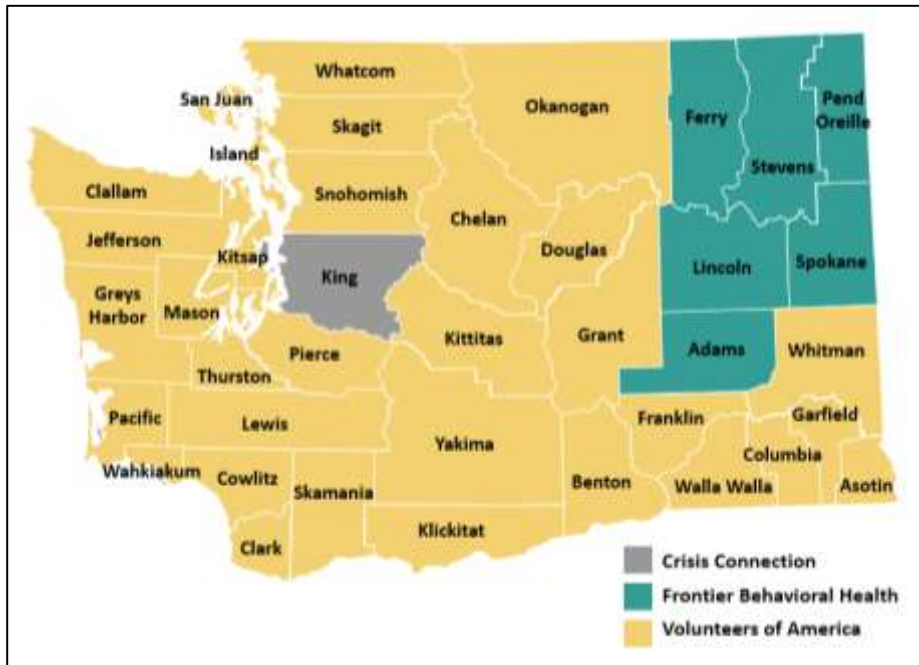 Whatcom
San Juan
Skagit
Island
Okanogan
Ferry
Pend
Oreille
Stevens
Clallam
Snohomish
Chelan
Jefferson
Kitsap
Douglas
King
Lincoln
Spokane
Greys
Harbor
Mason
Kittitas
Grant
Pierce
Adams
Whitman
Thurston
Pacific
Lewis
Franklin
Garfield
Yakima
Columbia
Wahkiakum
Cowlitz
Skamania
Benton
Walla Walla
Asotin
Klickitat
Clark
Crisis Connection
Frontier Behavioral Health
Volunteers of America